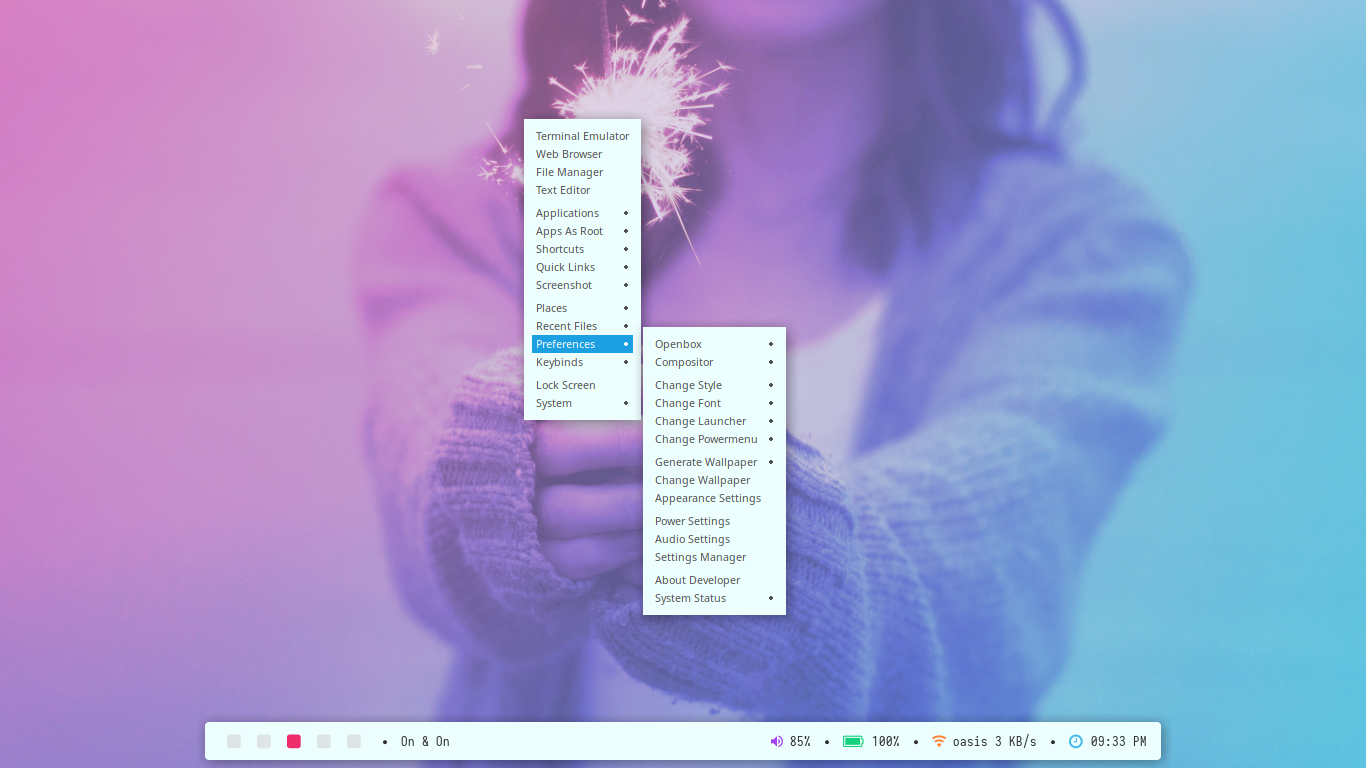 Terminal Emulator
Web Browser
File Manager
Text Editor
Applications
Apps As Root
Shortcuts
Quick Links
Screenshot
Places
Recent Files
Preferences
Keybinds
Lock Screen
System
Openbox
Compositor
Change Style
Change Font
Change Launcher
Change Powermenu
Generate Wallpaper
Change Wallpaper
Appearance Settings
Power Settings
Audio Settings
Settings Manager
About Developer
System Status
• On & On 85% • 100% • oasis 3 KB/s • 09:33 PM